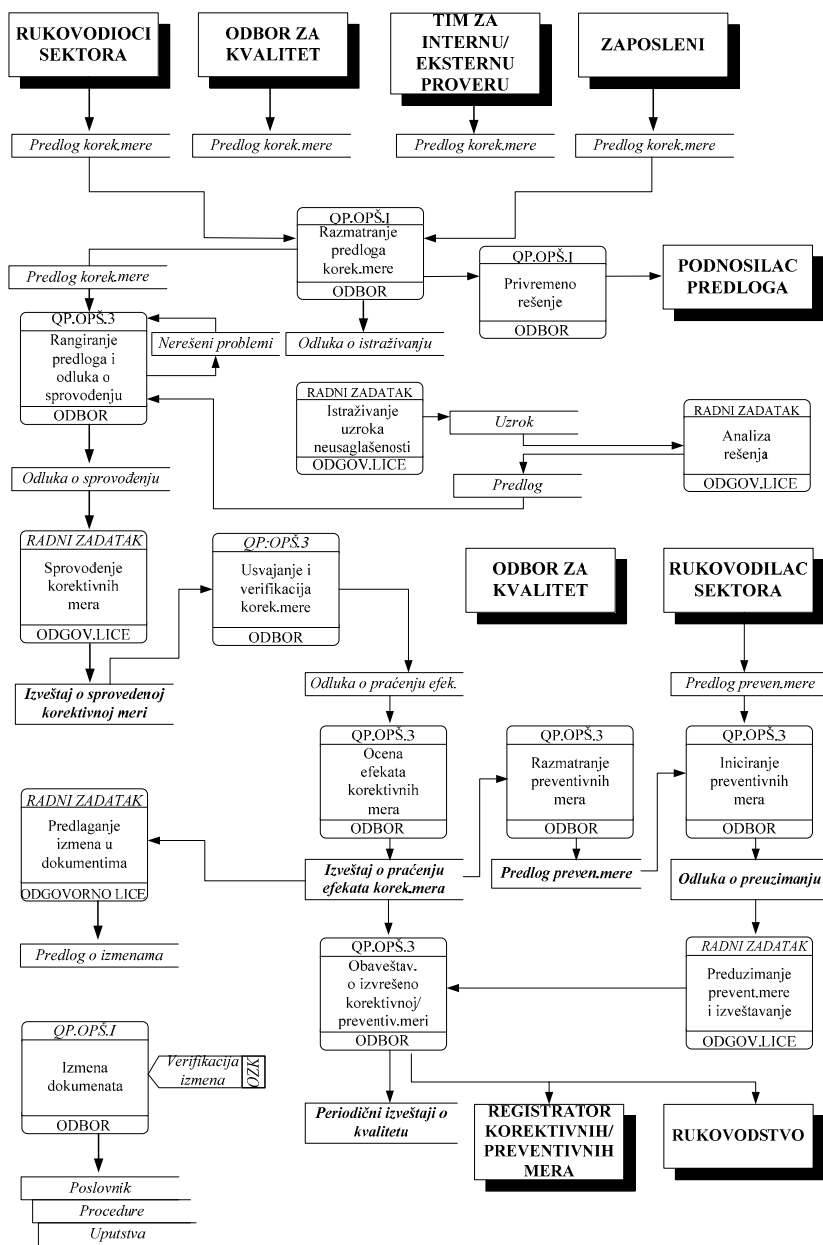 RUKOVODIOCI
SEKTORA
ODBOR ZA
KVALITET
TIM ZA
INTERNU/
EKSTERNU
PROVERU
ZAPOSLENI
Predlog korek.mere
Predlog korek.mere
Predlog korek.mere
Predlog korek.mere
QP.OPŠ.1
Razmatranje
predloga
korek.mere
ODBOR
QP.OPŠ.1
Privremeno
rešenje
ODBOR
PODNOSILAC
PREDLOGA
Predlog korek.mere
QP.OPŠ.3
Rangiranje
predloga i
odluka o
sprovođenju
ODBOR
Nerešeni problemi
Odluka o istraživanju
RADNI ZADATAK
Istraživanje
uzroka
neusaglašenosti
ODGOV.LICE
Uzrok
Predlog
RADNI ZADATAK
Analiza
rešenja
ODGOV.LICE
Odluka o sprovođenju
RADNI ZADATAK
Sprovođenje
korektivnih
mera
ODGOV.LICE
QP:OPŠ.3
Usvajanje i
verifikacija
korek.mere
ODBOR
ODBOR ZA
KVALITET
RUKOVODILAC
SEKTORA
Izveštaj o sprovedenoj
korektivnoj meri
Odluka o praćenju efek.
Predlog preven.mere
QP.OPŠ.3
Ocena
efekata
korektivnih
mera
ODBOR
QP.OPŠ.3
Razmatranje
preventivnih
mera
ODBOR
QP.OPŠ.3
Iniciranje
preventivnih
mera
ODBOR
RADNI ZADATAK
Predlaganje
izmena u
dokumentima
ODGOVORNO LICE
Izveštaj o praćenju
efekata korek.mera
Predlog preven.mere
Odluka o preuzimanju
Predlog o izmenama
QP.OPŠ.3
Obaveštav.
o izvrešeno
korektivnoj/
preventiv.meri
ODBOR
RADNI ZADATAK
Preduzimanje
prevent.mere
i izveštavanje
ODGOV.LICE
QP.OPŠ.1
Izmena
dokumenata
ODBOR
Verifikacija
izmena
OZK
Periodični izveštaji o
kvalitetu
REGISTRATOR
KOREKTIVNIH/
PREVENTIVNIH
MERA
RUKOVODSTVO
Poslovnik
Procedure
Uputstva